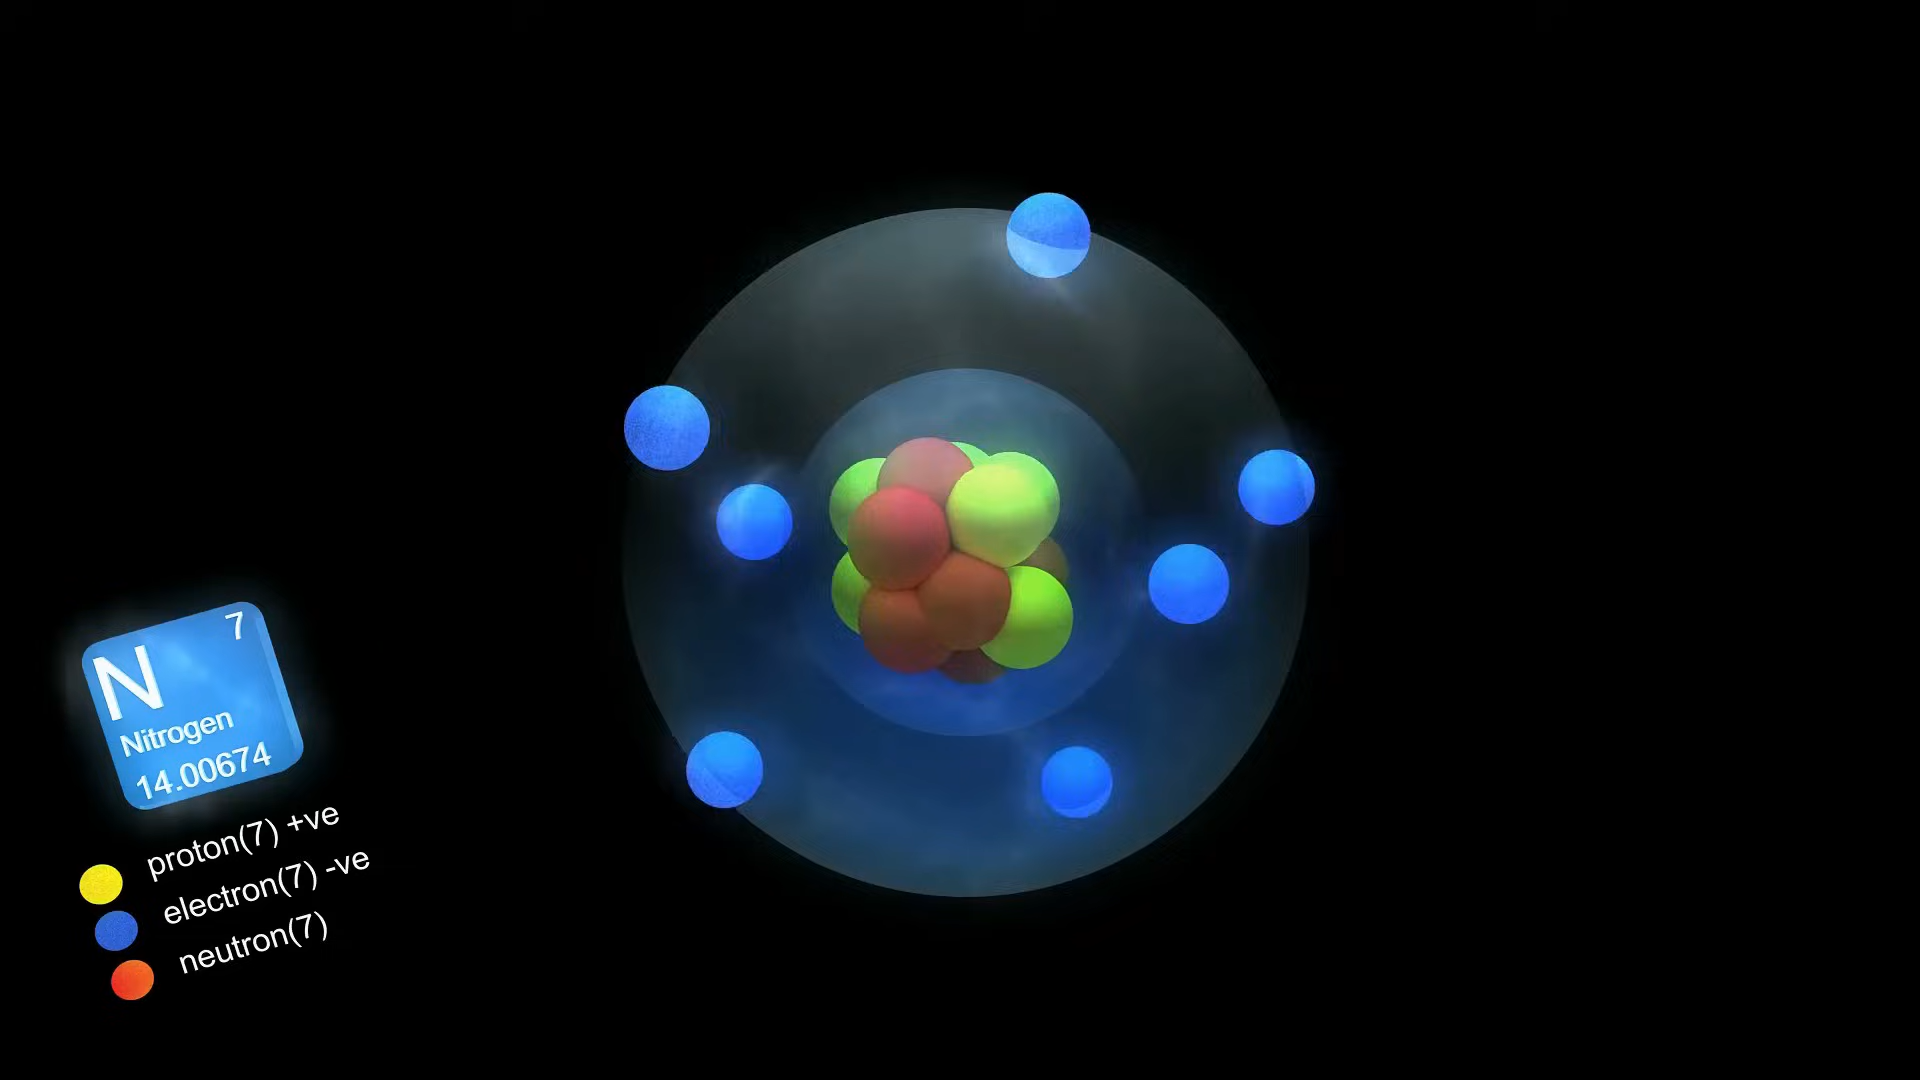 7
N
Nitrogen
14.00674
proton(7) +ve
electron(7) -ve
neutron(7)